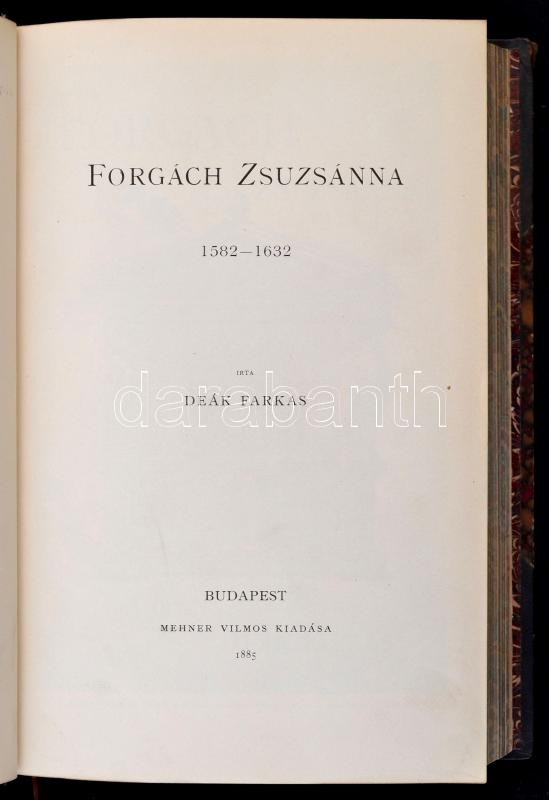 FORGÁCH ZSUZSÁNNA
1582—1632
IRTA
DEÁK FARKAS
darabanth
BUDAPEST
MEHNER VILMOS KIADÁSA
1885